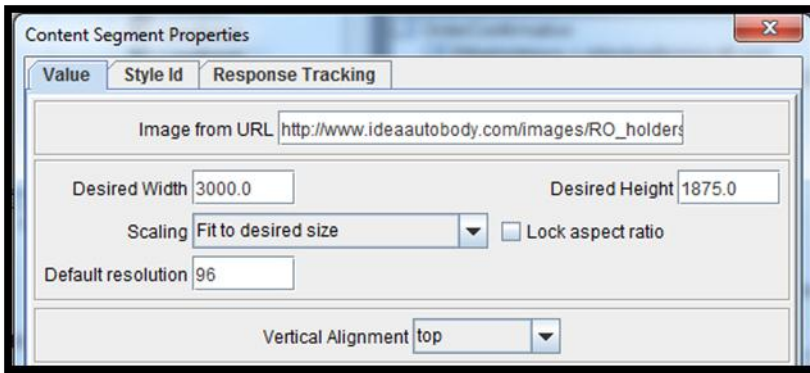 Content Segment Properties
Value Style Id Response Tracking
Image from URL http://www.ideaautobody.com/images/RO_holders
Desired Width 3000.0 Desired Height 1875.0
Scaling Fit to desired size Lock aspect ratio
Default resolution 96
Vertical Alignment top